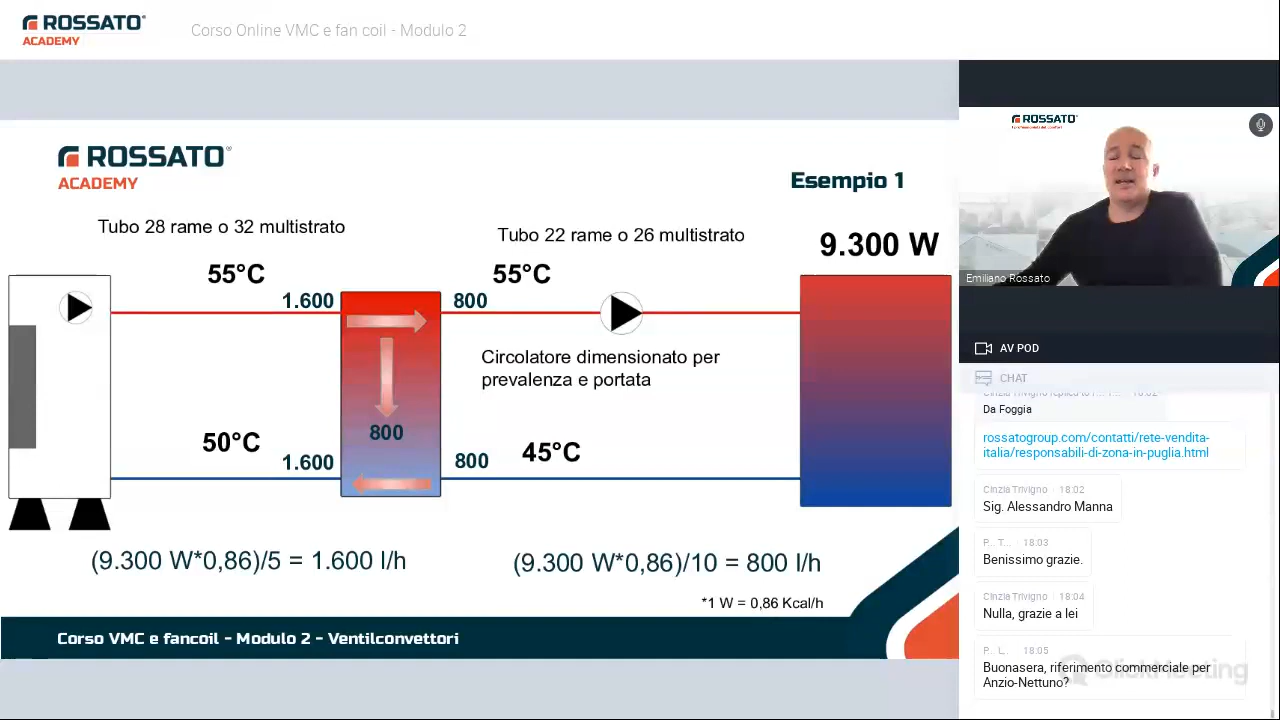 ROSSATO
ACADEMY
Corso Online VMC e fan coil - Modulo 2
ROSSATO®
ACADEMY
Esempio 1
Tubo 28 rame o 32 multistrato
Tubo 22 rame o 26 multistrato
9.300 W
55°C
55°C
1.600
800
Circolatore dimensionato per
prevalenza e portata
800
50°C
1.600
800
45°C
(9.300 W*0,86)/5 = 1.600 l/h
(9.300 W*0,86)/10 = 800 l/h
*1 W = 0,86 Kcal/h
Corso VMC e fancoil - Modulo 2 - Ventilconvettori
ROSSATO
Emiliano Rossato
AV POD
CHAT
Da Foggia
rossatogroup.com/contatti/rete-vendita-
italia/responsabili-di-zona-in-puglia.html
Cinzia Trivigno · 18:02
Sig. Alessandro Manna
P... T... 18:03
Benissimo grazie.
Cinzia Trivigno · 18:04
Nulla, grazie a lei
P... L... 18:05
Buonasera, riferimento commerciale per
Anzio-Nettuno?
ClickMeeting